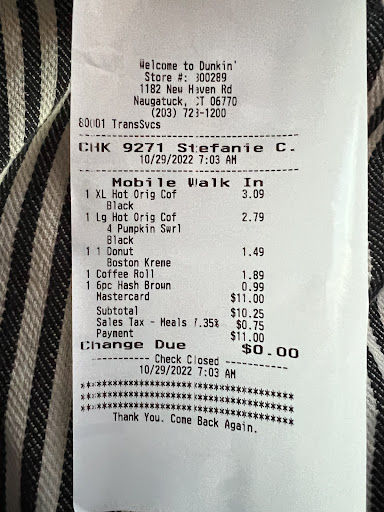 Welcome to Dunkin'
Store #: 300289
1182 New Haven Rd
Naugatuck, CT 06770
(203) 723-1200
80001 TransSvcs
CHK 9271 Stefanie C.
10/29/2022 7:03 AM
Mobile Walk In
1 XL Hot Orig Cof 3.09
Black
1 Lg Hot Orig Cof 2.79
4 Pumpkin Swrl
Black
1 1 Donut 1.49
Boston Kreme
1 Coffee Roll 1.89
1 6pc Hash Brown 0.99
Mastercard $11.00
Subtotal $10.25
Sales Tax - Meals 7.35% $0.75
Payment $11.00
Change Due $0.00
------------ Check Closed ------------
10/29/2022 7:03 AM
****************************************
****************************************
****************************************
Thank You. Come Back Again.